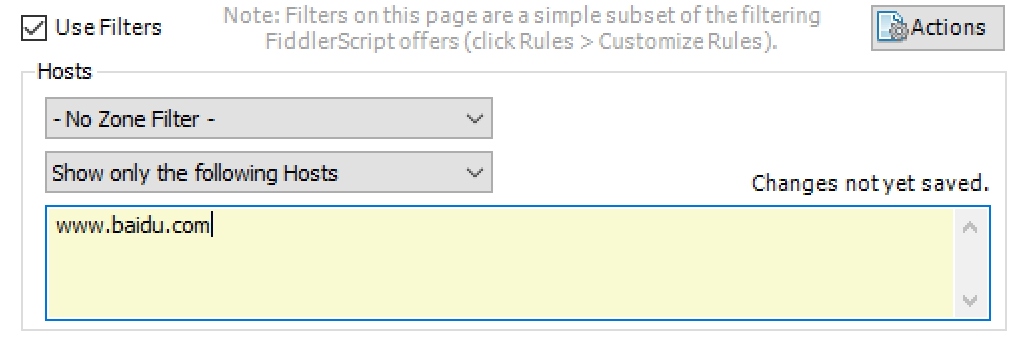 Use Filters
Note: Filters on this page are a simple subset of the filtering
FiddlerScript offers (click Rules > Customize Rules).
Actions
Hosts
- No Zone Filter -
Show only the following Hosts
Changes not yet saved.
www.baidu.com